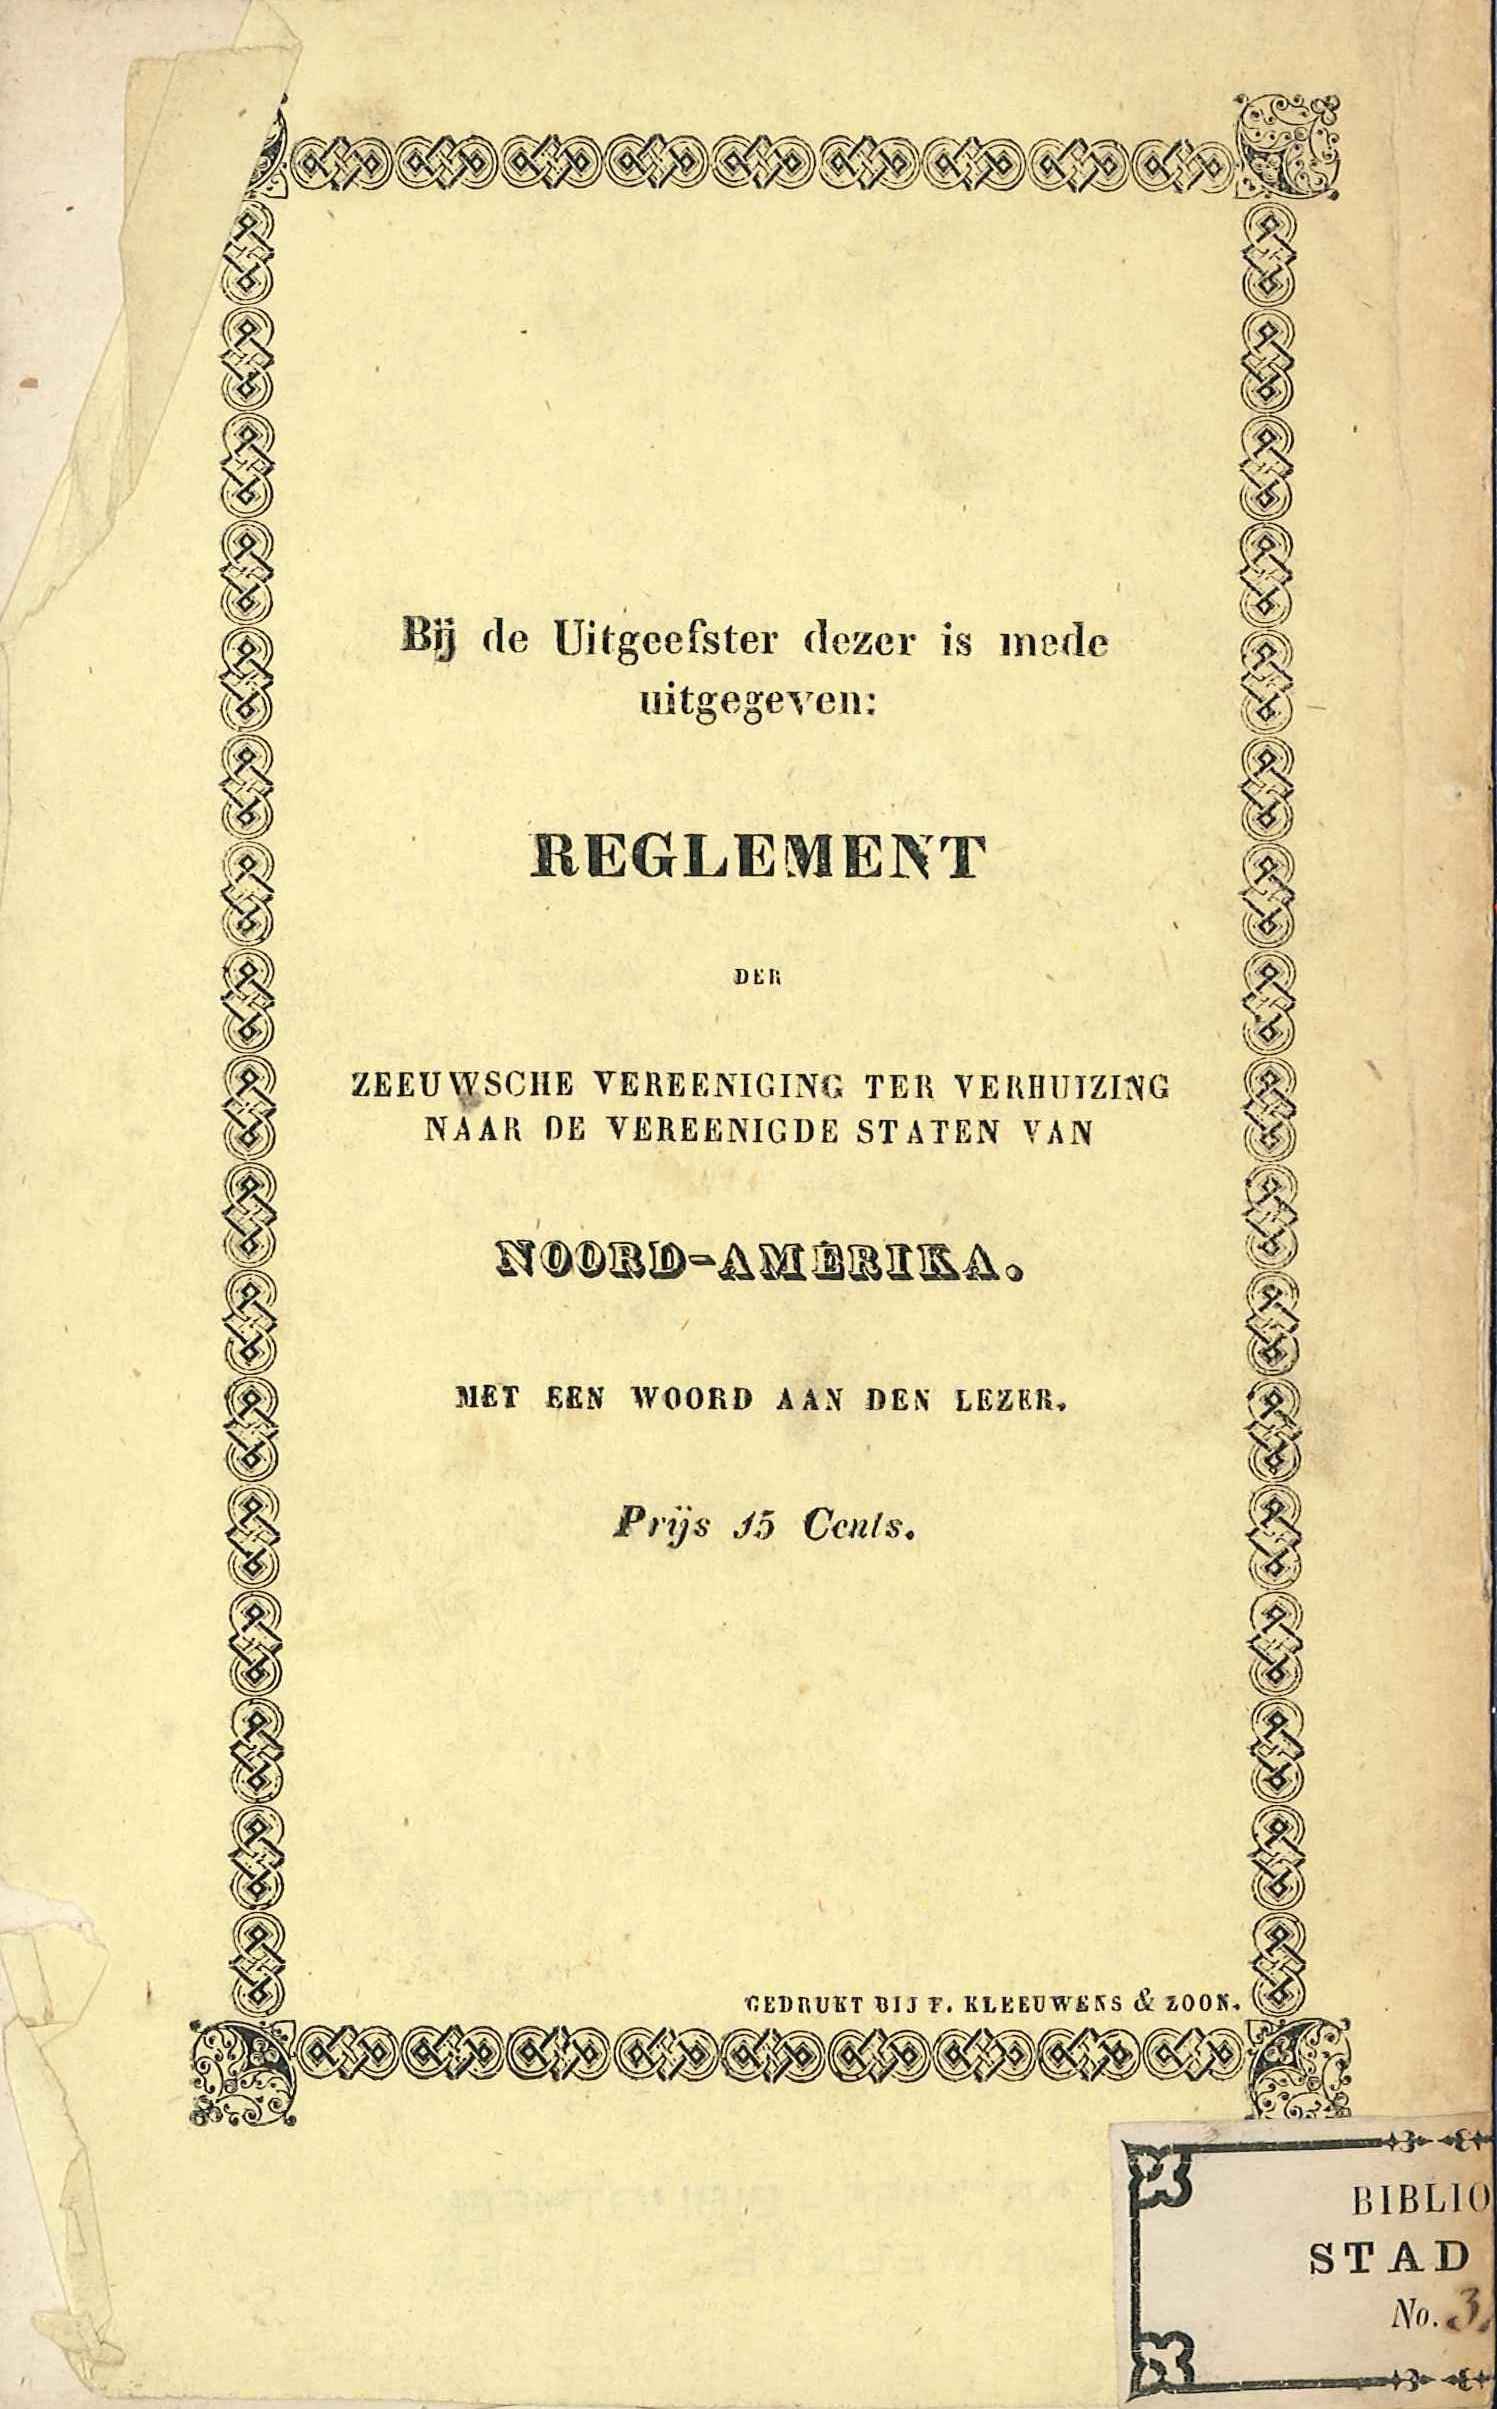 Bij de Uitgeefster dezer is mede
uitgegeven:
REGLEMENT
DER
ZEEUWSCHE VEREENIGING TER VERHUIZING
NAAR DE VEREENIGDE STATEN VAN
NOORD-AMERIKA.
MET EEN WOORD AAN DEN LEZER.
Prijs 15 Cents.
GEDRUKT BIJ F. KLEEUWENS & ZOON.
BIBLIO
STAD
No. 3